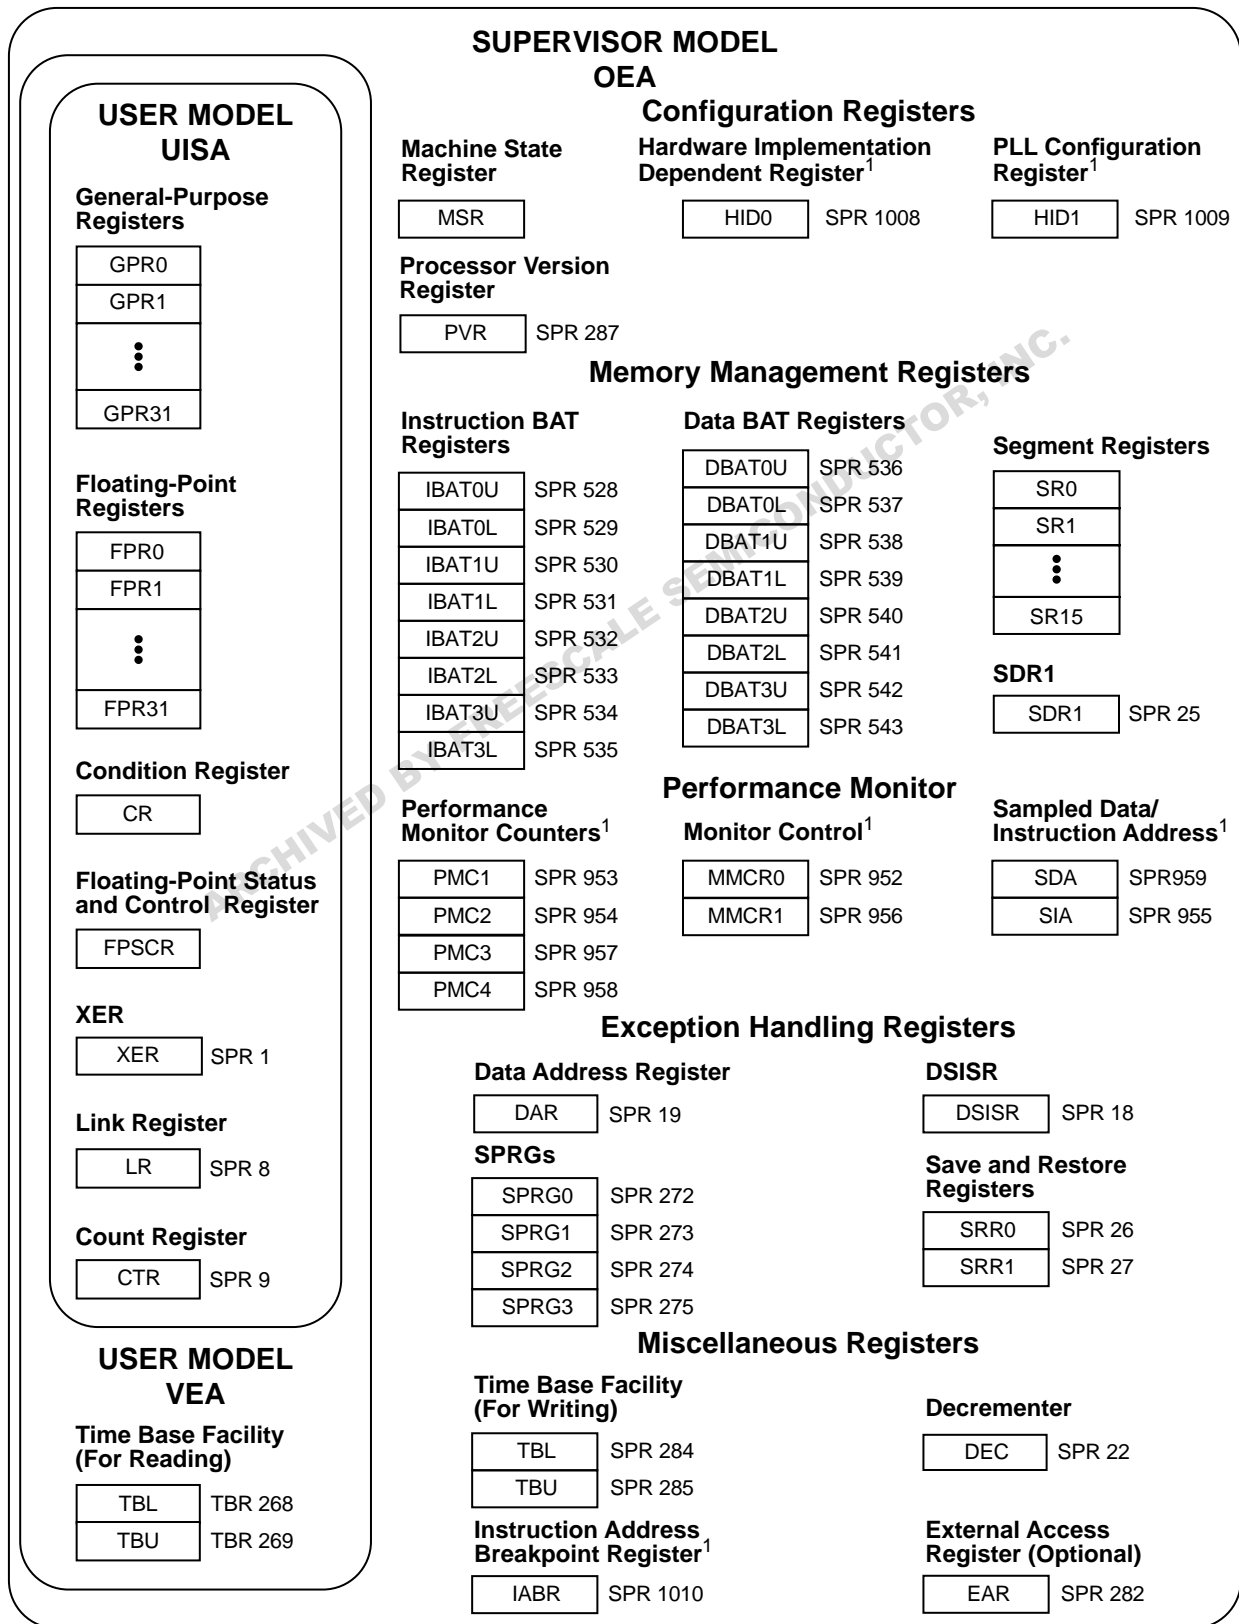 SUPERVISOR MODEL
OEA
USER MODEL
UISA
General-Purpose
Registers
GPR0
GPR1
GPR31
Floating-Point
Registers
FPR0
FPR1
FPR31
Condition Register
CR
Floating-Point Status
and Control Register
FPSCR
XER
XER SPR 1
Link Register
LR SPR 8
Count Register
CTR SPR 9
USER MODEL
VEA
Time Base Facility
(For Reading)
TBL TBR 268
TBU TBR 269
Configuration Registers
Machine State
Register
MSR
Hardware Implementation
Dependent Register1
HID0 SPR 1008
PLL Configuration
Register1
HID1 SPR 1009
Processor Version
Register
PVR SPR 287
Memory Management Registers
Instruction BAT
Registers
IBAT0U SPR 528
IBAT0L SPR 529
IBAT1U SPR 530
IBAT1L SPR 531
IBAT2U SPR 532
IBAT2L SPR 533
IBAT3U SPR 534
IBAT3L SPR 535
Data BAT Registers
DBAT0U SPR 536
DBAT0L SPR 537
DBAT1U SPR 538
DBAT1L SPR 539
DBAT2U SPR 540
DBAT2L SPR 541
DBAT3U SPR 542
DBAT3L SPR 543
Segment Registers
SR0
SR1
SR15
SDR1
SDR1 SPR 25
Performance Monitor
Performance
Monitor Counters1
PMC1 SPR 953
PMC2 SPR 954
PMC3 SPR 957
PMC4 SPR 958
Monitor Control1
MMCR0 SPR 952
MMCR1 SPR 956
Sampled Data/
Instruction Address1
SDA SPR959
SIA SPR 955
Exception Handling Registers
Data Address Register
DAR SPR 19
SPRGs
SPRG0 SPR 272
SPRG1 SPR 273
SPRG2 SPR 274
SPRG3 SPR 275
DSISR
DSISR SPR 18
Save and Restore
Registers
SRR0 SPR 26
SRR1 SPR 27
Miscellaneous Registers
Time Base Facility
(For Writing)
TBL SPR 284
TBU SPR 285
Decrementer
DEC SPR 22
Instruction Address
Breakpoint Register1
IABR SPR 1010
External Access
Register (Optional)
EAR SPR 282
ARCHIVED BY FREESCALE SEMICONDUCTOR, INC.